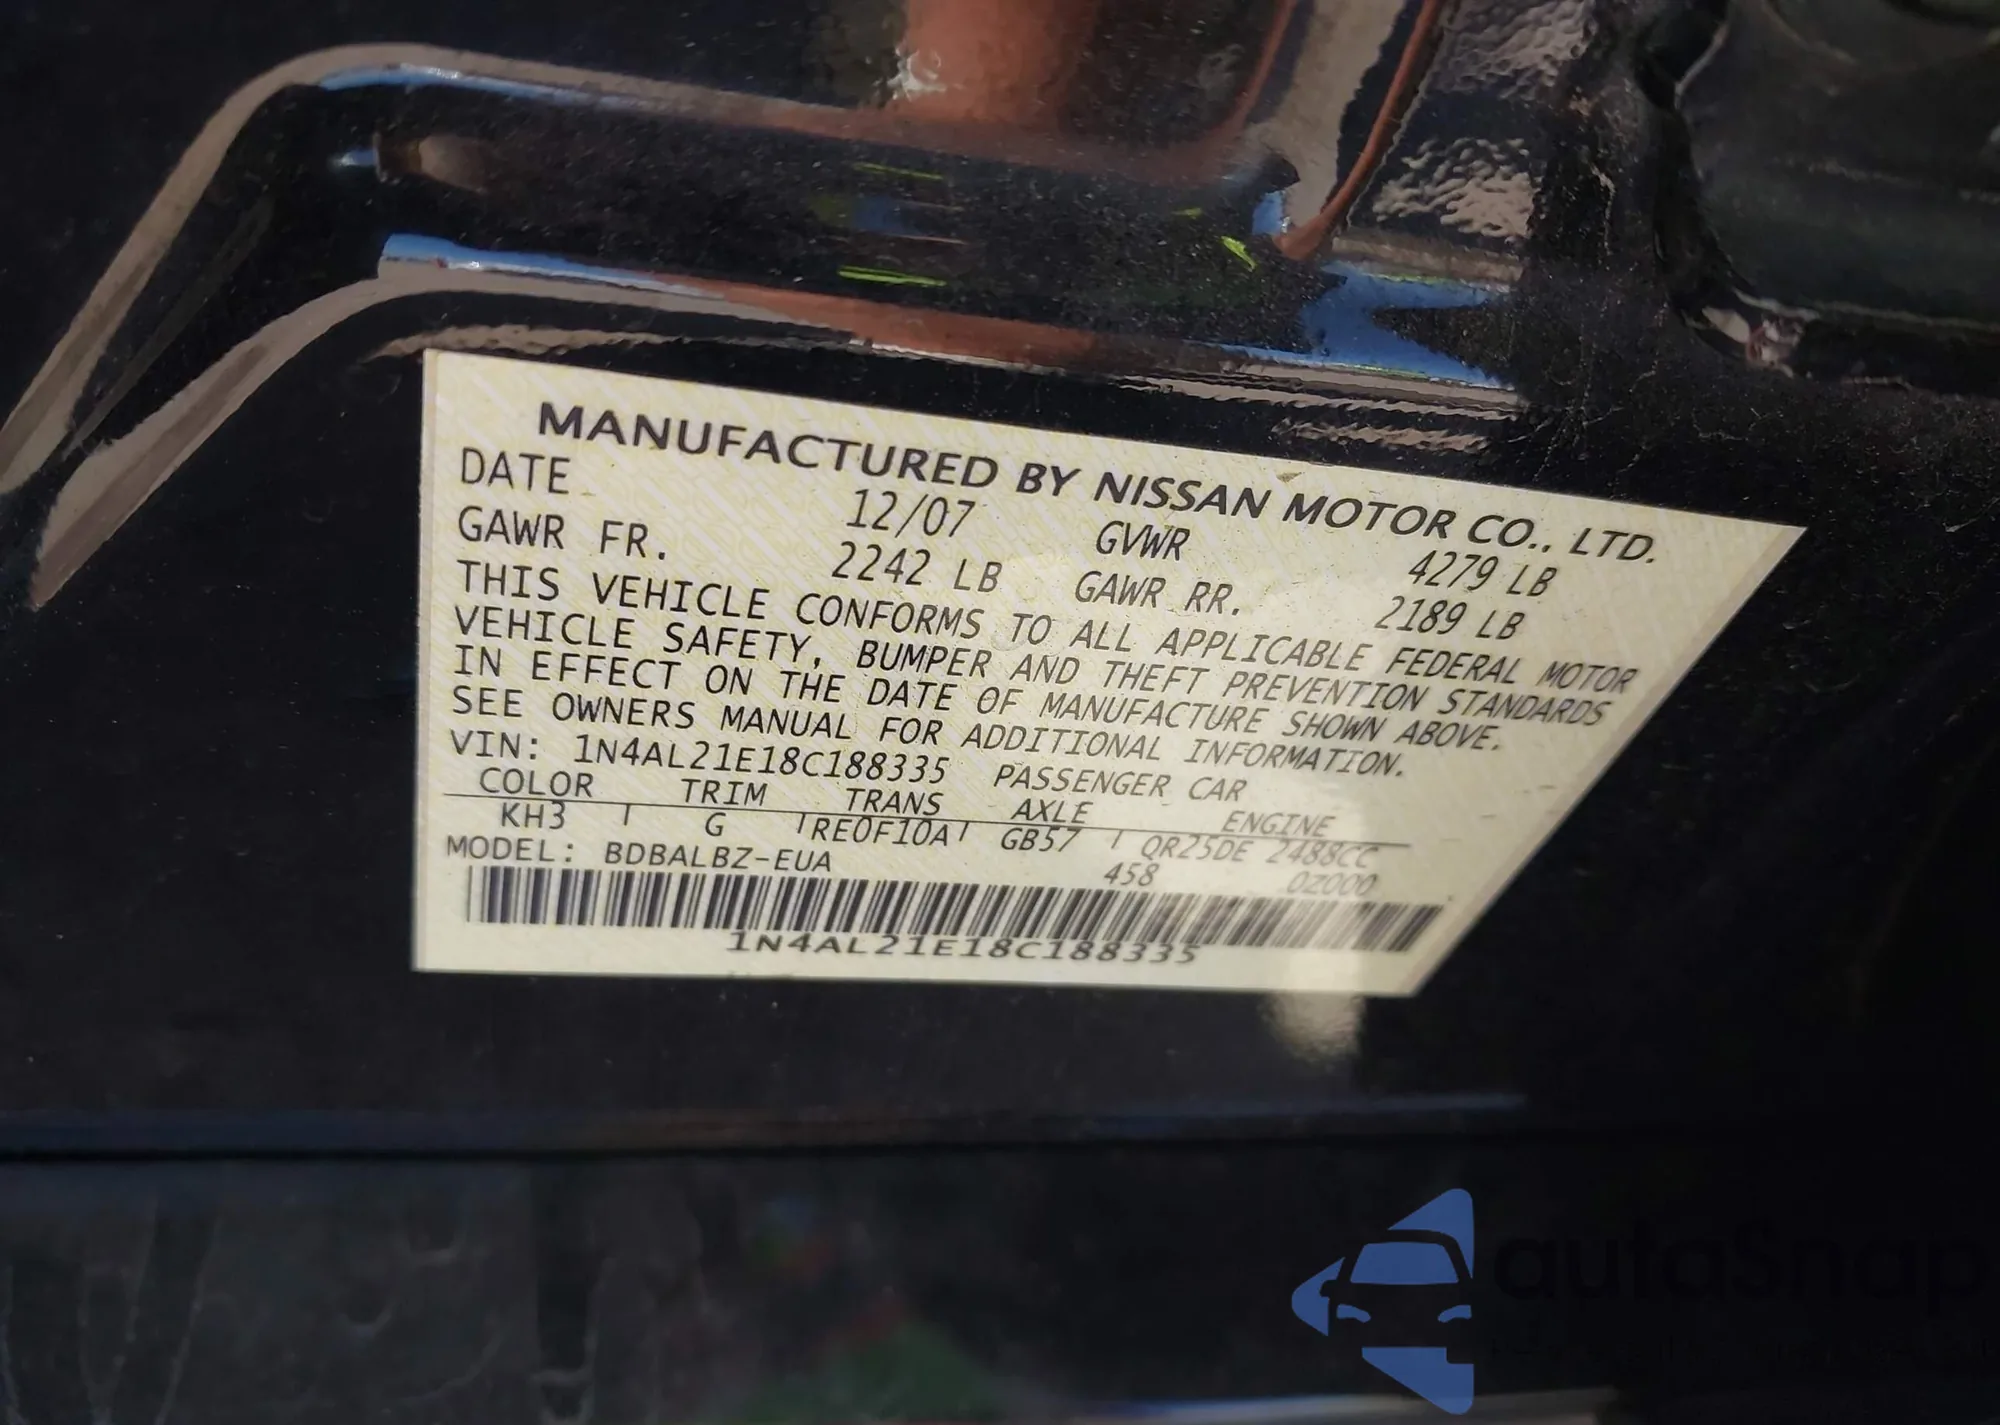 MANUFACTURED BY NISSAN MOTOR CO., LTD.
DATE 12/07 GVWR 4279 LB
GAWR FR. 2242 LB GAWR RR. 2189 LB
THIS VEHICLE CONFORMS TO ALL APPLICABLE FEDERAL MOTOR
VEHICLE SAFETY, BUMPER AND THEFT PREVENTION STANDARDS
IN EFFECT ON THE DATE OF MANUFACTURE SHOWN ABOVE.
SEE OWNERS MANUAL FOR ADDITIONAL INFORMATION.
VIN: 1N4AL21E18C188335 PASSENGER CAR
COLOR TRIM TRANS AXLE ENGINE
KH3 G RE0F10A GB57 QR25DE 2488CC
MODEL: BDBALBZ-EUA 458 0Z000
1N4AL21E18C188335
autoSnap